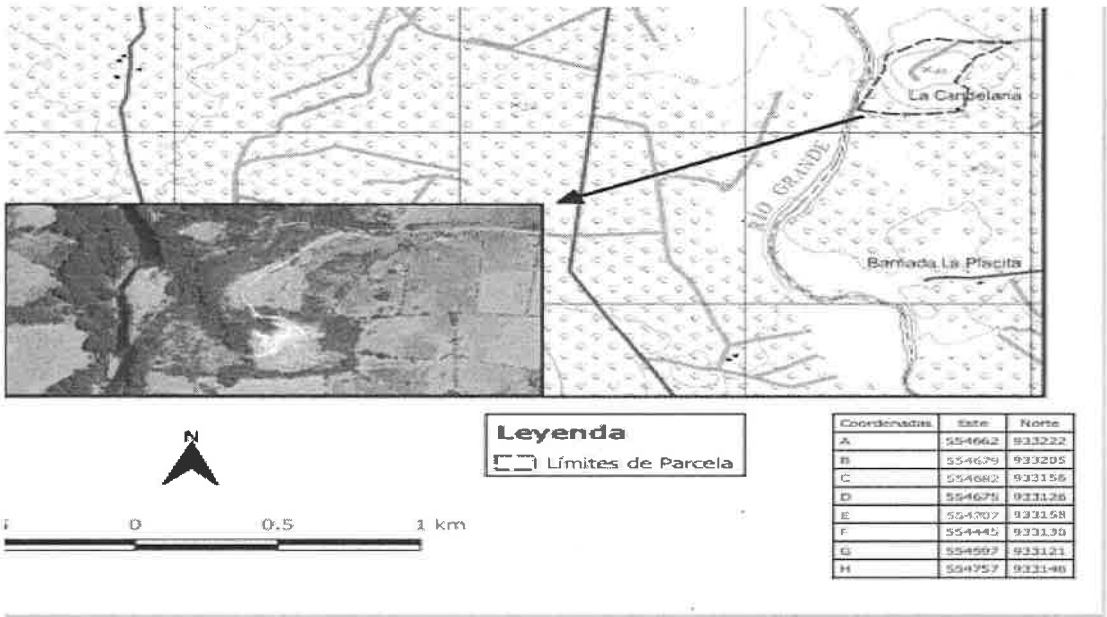 La Candelaria
RIO GRANDE
Barriada La Placita
N
Leyenda
Límites de Parcela
0 0.5 1 km
Coordenadas Este Norte
A 554662 933222
B 554679 933205
C 554682 933156
D 554675 933126
E 554707 933158
F 554445 933130
G 554597 933121
H 554757 933146